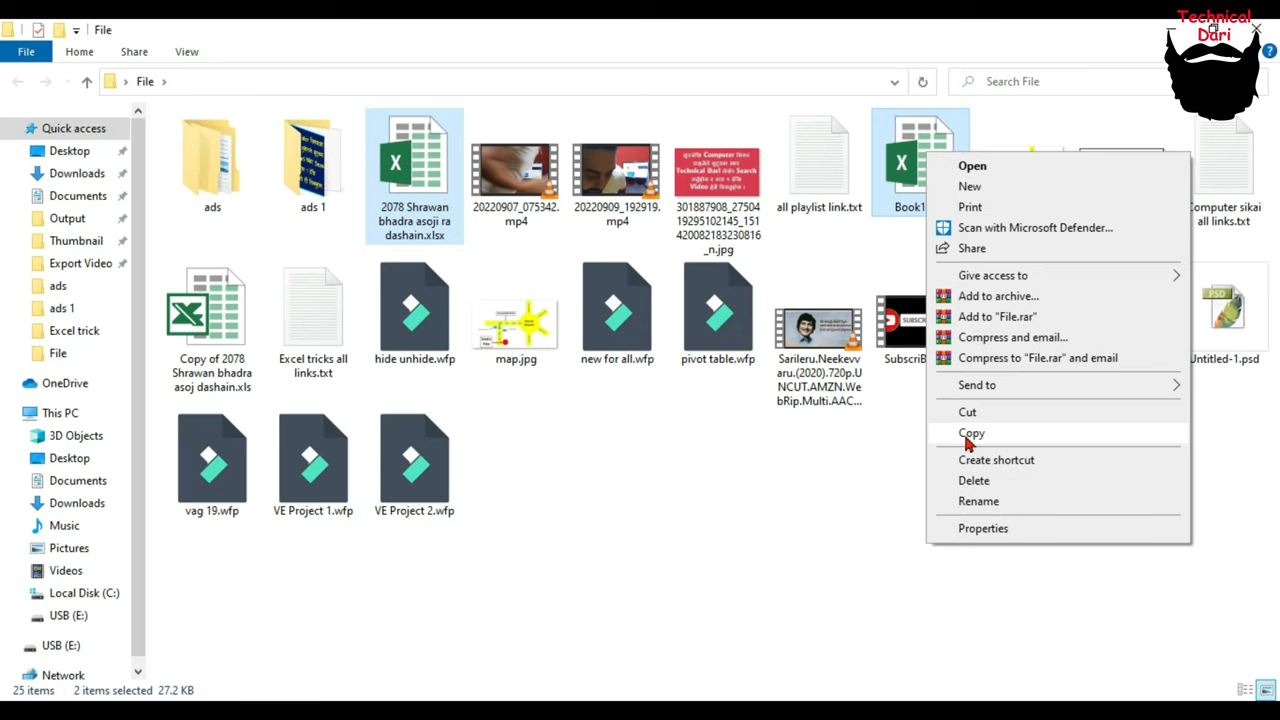 Technical
Dari
File
File
Home
Share
View
File
Search File
Quick access
Desktop
Downloads
Documents
Output
Thumbnail
Export Video
ads
ads 1
Excel trick
File
OneDrive
This PC
3D Objects
Desktop
Documents
Downloads
Music
Pictures
Videos
Local Disk (C:)
USB (E:)
USB (E:)
Network
ads
ads 1
2078 Shrawan
bhadra asoji ra
dashain.xlsx
20220907_075342.
mp4
20220909_192919.
mp4
301887908_27504
19295102145_151
420082183230816
_n.jpg
all playlist link.txt
Book1
Computer sikai
all links.txt
Copy of 2078
Shrawan bhadra
asoj dashain.xls
Excel tricks all
links.txt
hide unhide.wfp
map.jpg
new for all.wfp
pivot table.wfp
Sarileru.Neekevv
aru.(2020).720p.U
NCUT.AMZN.We
bRip.Multi.AAC...
SubscriB
PSD
Untitled-1.psd
vag 19.wfp
VE Project 1.wfp
VE Project 2.wfp
Open
New
Print
Scan with Microsoft Defender...
Share
Give access to
Add to archive...
Add to "File.rar"
Compress and email...
Compress to "File.rar" and email
Send to
Cut
Copy
Create shortcut
Delete
Rename
Properties
25 items
2 items selected
27.2 KB